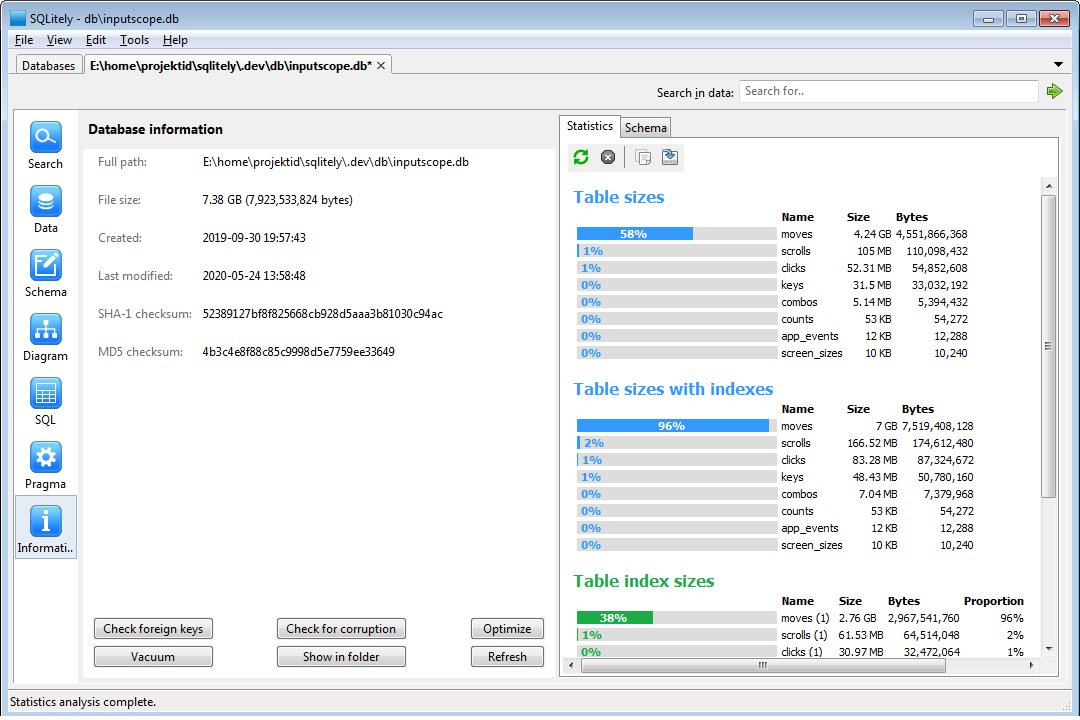 SQLitely - db\inputscope.db
File View Edit Tools Help
Databases E:\home\projektid\sqlitely\.dev\db\inputscope.db*
Search in data: Search for..
Search
Data
Schema
Diagram
SQL
Pragma
Informati..
Database information
Full path: E:\home\projektid\sqlitely\.dev\db\inputscope.db
File size: 7.38 GB (7,923,533,824 bytes)
Created: 2019-09-30 19:57:43
Last modified: 2020-05-24 13:58:48
SHA-1 checksum: 52389127bf8f825668cb928d5aaa3b81030c94ac
MD5 checksum: 4b3c4e8f88c85c9998d5e7759ee33649
Check foreign keys Check for corruption Optimize
Vacuum Show in folder Refresh
Statistics Schema
Table sizes
Name Size Bytes
58% moves 4.24 GB 4,551,866,368
1% scrolls 105 MB 110,098,432
1% clicks 52.31 MB 54,852,608
0% keys 31.5 MB 33,032,192
0% combos 5.14 MB 5,394,432
0% counts 53 KB 54,272
0% app_events 12 KB 12,288
0% screen_sizes 10 KB 10,240
Table sizes with indexes
Name Size Bytes
96% moves 7 GB 7,519,408,128
2% scrolls 166.52 MB 174,612,480
1% clicks 83.28 MB 87,324,672
1% keys 48.43 MB 50,780,160
0% combos 7.04 MB 7,379,968
0% counts 53 KB 54,272
0% app_events 12 KB 12,288
0% screen_sizes 10 KB 10,240
Table index sizes
Name Size Bytes Proportion
38% moves (1) 2.76 GB 2,967,541,760 96%
1% scrolls (1) 61.53 MB 64,514,048 2%
0% clicks (1) 30.97 MB 32,472,064 1%
Statistics analysis complete.